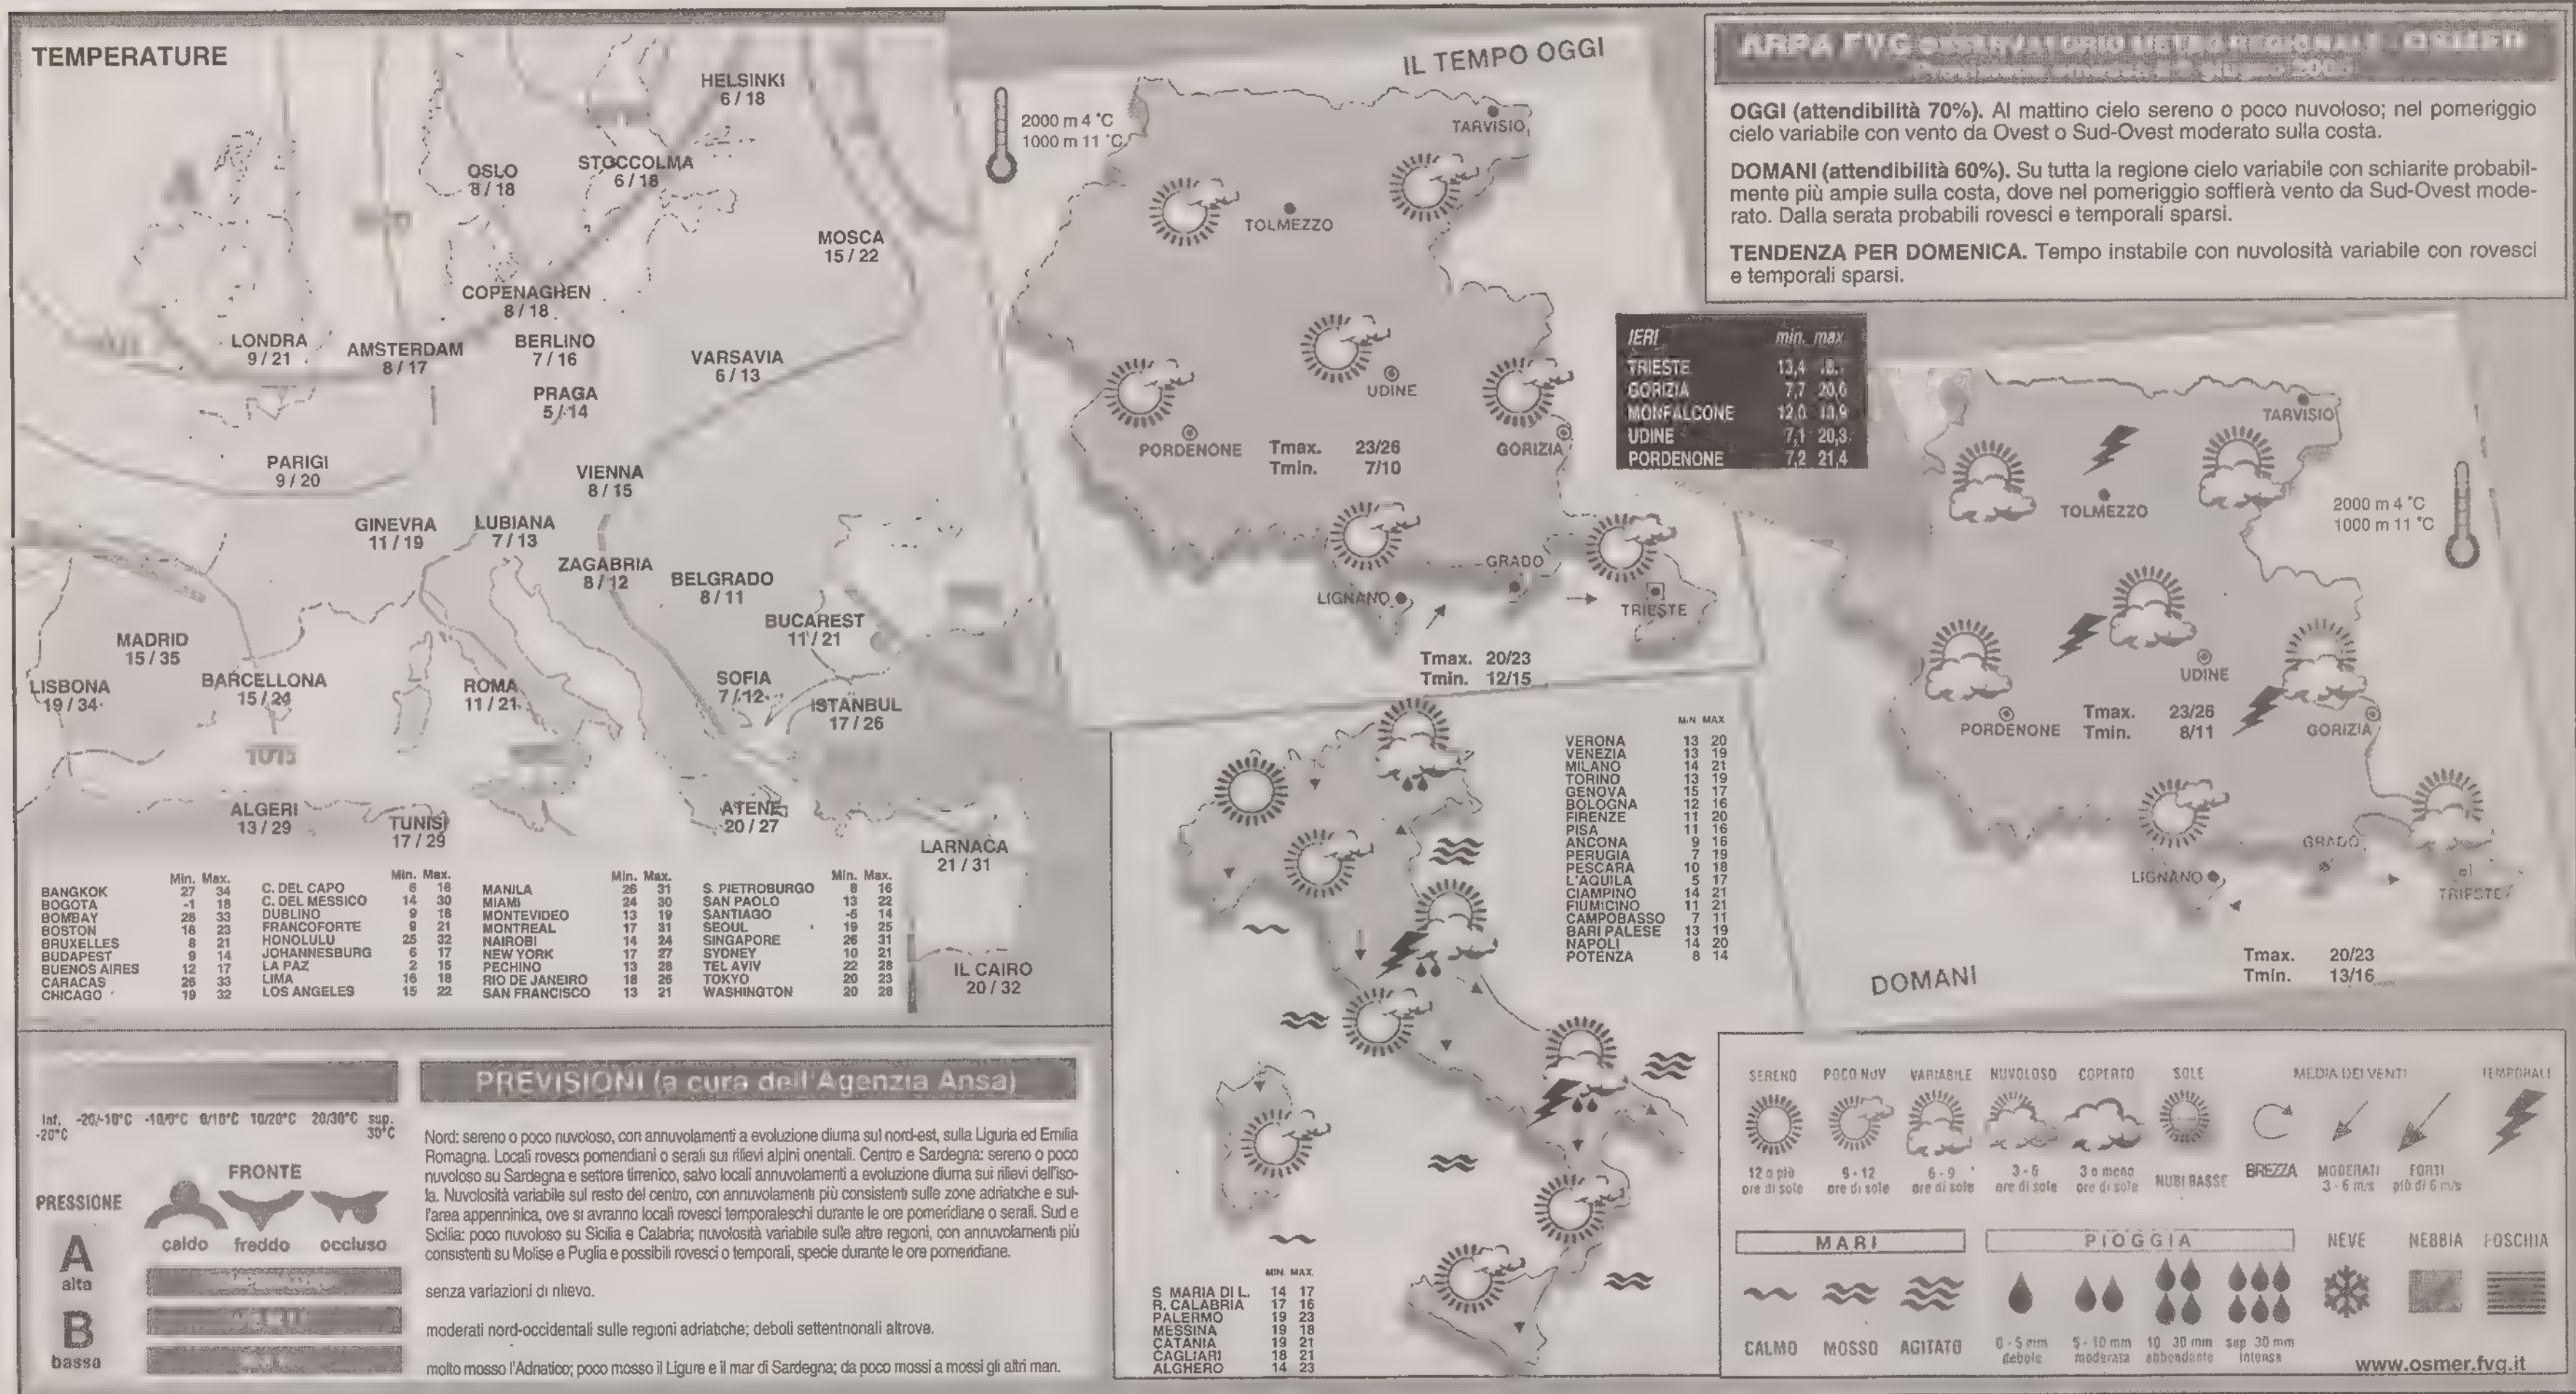 TEMPERATURE
HELSINKI
6 / 18
OSLO
8 / 18
STOCCOLMA
6 / 18
MOSCA
15 / 22
COPENAGHEN
8 / 18
LONDRA
9 / 21
AMSTERDAM
8 / 17
BERLINO
7 / 16
VARSAVIA
6 / 13
PRAGA
5 / 14
PARIGI
9 / 20
VIENNA
8 / 15
GINEVRA
11 / 19
LUBIANA
7 / 13
ZAGABRIA
8 / 12
BELGRADO
8 / 11
BUCAREST
11 / 21
MADRID
15 / 35
LISBONA
19 / 34
BARCELLONA
15 / 24
ROMA
11 / 21
SOFIA
7 / 12
ISTANBUL
17 / 26
1015
ALGERI
13 / 29
TUNISI
17 / 29
ATENE
20 / 27
LARNACA
21 / 31
IL CAIRO
20 / 32
Min. Max.
BANGKOK 27 34
BOGOTA -1 18
BOMBAY 28 33
BOSTON 16 23
BRUXELLES 8 21
BUDAPEST 9 14
BUENOS AIRES 12 17
CARACAS 26 33
CHICAGO 19 32
Min. Max.
C. DEL CAPO 6 16
C. DEL MESSICO 14 30
DUBLINO 9 18
FRANCOFORTE 9 21
HONOLULU 25 32
JOHANNESBURG 6 17
LA PAZ 2 15
LIMA 16 18
LOS ANGELES 15 22
Min. Max.
MANILA 26 31
MIAMI 24 30
MONTEVIDEO 13 19
MONTREAL 17 31
NAIROBI 14 24
NEW YORK 17 27
PECHINO 13 28
RIO DE JANEIRO 18 26
SAN FRANCISCO 13 21
Min. Max.
S. PIETROBURGO 8 16
SAN PAOLO 13 22
SANTIAGO -5 14
SEOUL 19 25
SINGAPORE 26 31
SYDNEY 10 21
TEL AVIV 22 28
TOKYO 20 23
WASHINGTON 20 28
IL TEMPO OGGI
2000 m 4 °C
1000 m 11 °C
TARVISIO
TOLMEZZO
UDINE
PORDENONE
GORIZIA
Tmax. 23/26
Tmin. 7/10
GRADO
LIGNANO
TRIESTE
Tmax. 20/23
Tmin. 12/15
ARPA FVG OSSERVATORIO METEO REGIONALE OSMER
OGGI (attendibilità 70%). Al mattino cielo sereno o poco nuvoloso; nel pomeriggio
cielo variabile con vento da Ovest o Sud-Ovest moderato sulla costa.
DOMANI (attendibilità 60%). Su tutta la regione cielo variabile con schiarite probabil-
mente più ampie sulla costa, dove nel pomeriggio soffierà vento da Sud-Ovest mode-
rato. Dalla serata probabili rovesci e temporali sparsi.
TENDENZA PER DOMENICA. Tempo instabile con nuvolosità variabile con rovesci
e temporali sparsi.
IERI min. max
TRIESTE 13,4
GORIZIA 7,7 20,6
MONFALCONE 12,0 18,9
UDINE 7,1 20,3
PORDENONE 7,2 21,4
TARVISIO
TOLMEZZO
2000 m 4 °C
1000 m 11 °C
UDINE
PORDENONE
GORIZIA
Tmax. 23/26
Tmin. 8/11
GRADO
LIGNANO
TRIESTE
Tmax. 20/23
Tmin. 13/16
DOMANI
MIN MAX
VERONA 13 20
VENEZIA 13 19
MILANO 14 21
TORINO 13 19
GENOVA 15 17
BOLOGNA 12 16
FIRENZE 11 20
PISA 11 16
ANCONA 9 15
PERUGIA 7 19
PESCARA 10 18
L'AQUILA 5 17
CIAMPINO 14 21
FIUMICINO 11 21
CAMPOBASSO 7 11
BARI PALESE 13 19
NAPOLI 14 20
POTENZA 8 14
MIN. MAX.
S MARIA DI L. 14 17
R. CALABRIA 17 16
PALERMO 19 23
MESSINA 19 18
CATANIA 19 21
CAGLIARI 18 21
ALGHERO 14 23
Inf. -20°C -20/-10°C -10/0°C 0/10°C 10/20°C 20/30°C sup. 30°C
PRESSIONE
A
alta
B
bassa
FRONTE
caldo freddo occluso
PREVISIONI (a cura dell'Agenzia Ansa)
Nord: sereno o poco nuvoloso, con annuvolamenti a evoluzione diurna sul nord-est, sulla Liguria ed Emilia
Romagna. Locali rovesci pomendiani o serali sui rilievi alpini orientali. Centro e Sardegna: sereno o poco
nuvoloso su Sardegna e settore tirrenico, salvo locali annuvolamenti a evoluzione diurna sui rilievi dell'iso-
la. Nuvolosità variabile sul resto del centro, con annuvolamenti più consistenti sulle zone adriatiche e sul-
l'area appenninica, ove si avranno locali rovesci temporaleschi durante le ore pomeridiane o serali. Sud e
Sicilia: poco nuvoloso su Sicilia e Calabria; nuvolosità variabile sulle altre regioni, con annuvolamenti più
consistenti su Molise e Puglia e possibili rovesci o temporali, specie durante le ore pomeridiane.
senza variazioni di rilievo.
moderati nord-occidentali sulle regioni adriatiche; deboli settentrionali altrove.
molto mosso l'Adriatico; poco mosso il Ligure e il mar di Sardegna; da poco mossi a mossi gli altri mari.
SERENO POCO NUV VARIABILE NUVOLOSO COPERTO SOLE MEDIA DEI VENTI TEMPORALI
12 o più ore di sole
9 - 12 ore di sole
6 - 9 ore di sole
3 - 6 ore di sole
3 o meno ore di sole
NUBI BASSE
BREZZA
MODERATI 3 - 6 m/s
FORTI più di 6 m/s
MARI PIOGGIA NEVE NEBBIA FOSCHIA
CALMO MOSSO AGITATO
0 - 5 mm debole
5 - 10 mm moderata
10 30 mm abbondante
sup 30 mm intensa
www.osmer.fvg.it